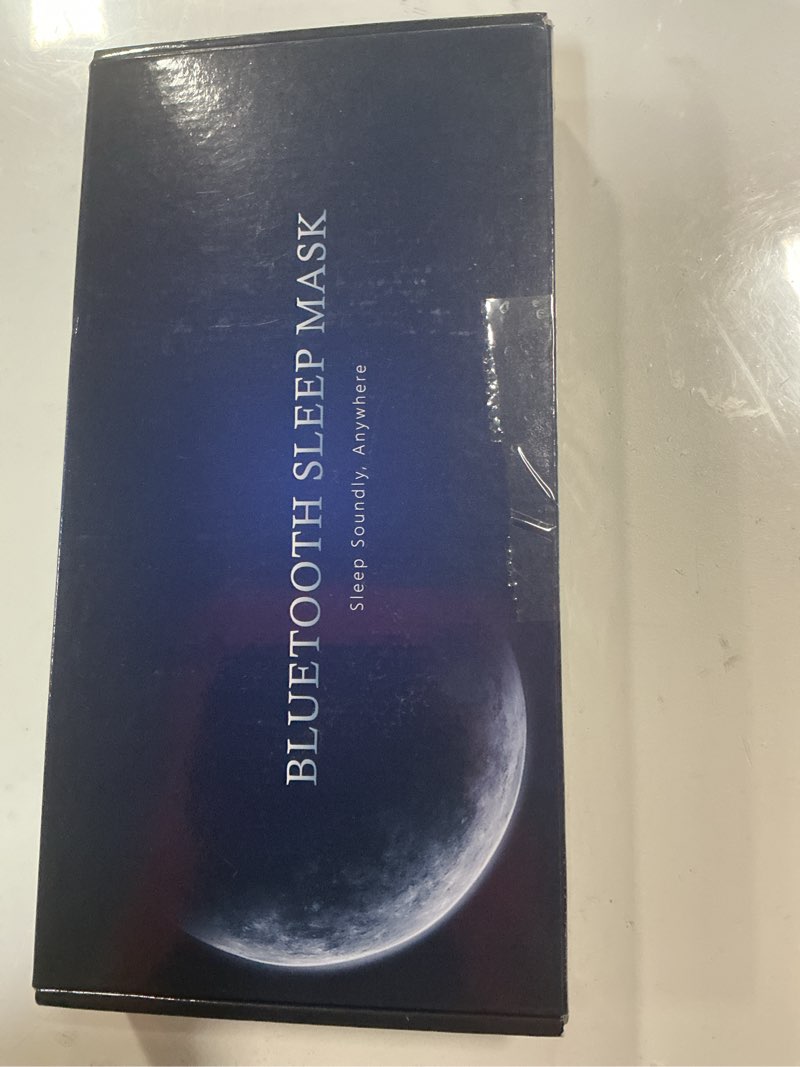 BLUETOOTH SLEEP MASK
Sleep Soundly, Anywhere